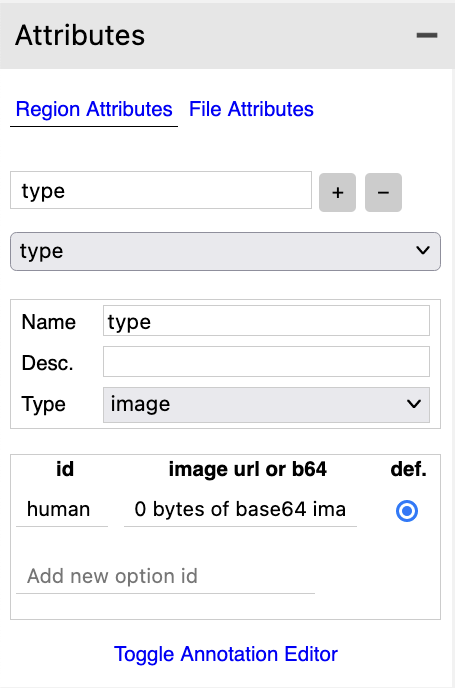 Attributes −
Region Attributes File Attributes
type + −
type
Name type
Desc.
Type image
id image url or b64 def.
human 0 bytes of base64 ima
Add new option id
Toggle Annotation Editor